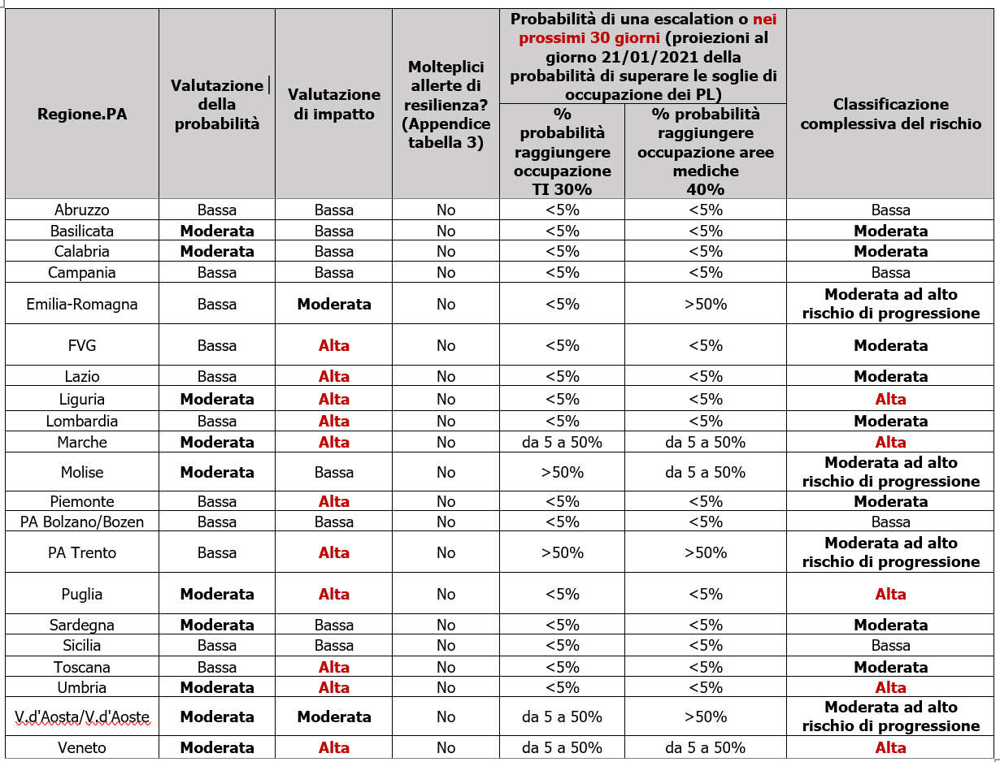 Regione.PA
Valutazione
della
probabilità
Valutazione
di impatto
Molteplici
allerte di
resilienza?
(Appendice
tabella 3)
Probabilità di una escalation o nei
prossimi 30 giorni (proiezioni al
giorno 21/01/2021 della
probabilità di superare le soglie di
occupazione dei PL)
%
probabilità
raggiungere
occupazione
TI 30%
% probabilità
raggiungere
occupazione aree
mediche
40%
Classificazione
complessiva del rischio
Abruzzo Bassa Bassa No <5% <5% Bassa
Basilicata Moderata Bassa No <5% <5% Moderata
Calabria Moderata Bassa No <5% <5% Moderata
Campania Bassa Bassa No <5% <5% Bassa
Emilia-Romagna Bassa Moderata No <5% >50% Moderata ad alto
rischio di progressione
FVG Bassa Alta No <5% <5% Moderata
Lazio Bassa Alta No <5% <5% Moderata
Liguria Moderata Alta No <5% <5% Alta
Lombardia Bassa Alta No <5% <5% Moderata
Marche Moderata Alta No da 5 a 50% da 5 a 50% Alta
Molise Moderata Bassa No >50% da 5 a 50% Moderata ad alto
rischio di progressione
Piemonte Bassa Alta No <5% <5% Moderata
PA Bolzano/Bozen Bassa Bassa No <5% <5% Bassa
PA Trento Bassa Alta No >50% >50% Moderata ad alto
rischio di progressione
Puglia Moderata Alta No <5% <5% Alta
Sardegna Moderata Bassa No <5% <5% Moderata
Sicilia Bassa Bassa No <5% <5% Bassa
Toscana Bassa Alta No <5% <5% Moderata
Umbria Moderata Alta No <5% <5% Alta
V.d'Aosta/V.d'Aoste Moderata Moderata No da 5 a 50% >50% Moderata ad alto
rischio di progressione
Veneto Moderata Alta No da 5 a 50% da 5 a 50% Alta